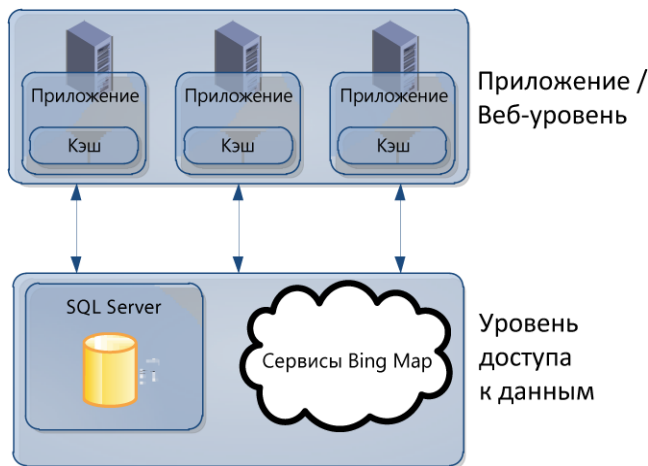 Приложение
Приложение
Приложение
Кэш
Кэш
Кэш
Приложение /
Веб-уровень
SQL Server
Сервисы Bing Map
Уровень
доступа
к данным